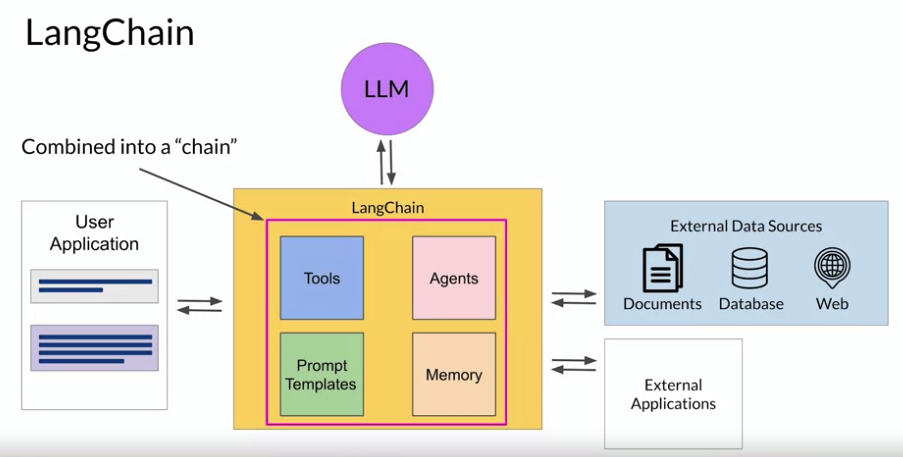 LangChain
LLM
Combined into a “chain”
User
Application
LangChain
Tools
Agents
Prompt
Templates
Memory
External Data Sources
Documents
Database
Web
External
Applications